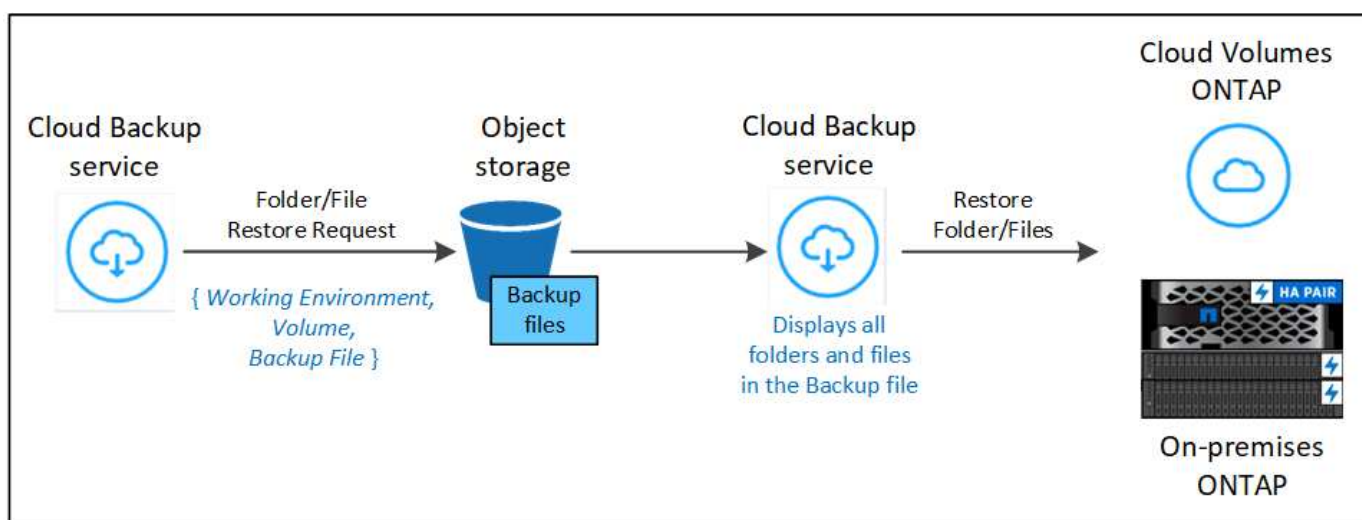 Cloud Backup
service
Folder/File
Restore Request
{ Working Environment,
Volume,
Backup File }
Object
storage
Backup
files
Cloud Backup
service
Displays all
folders and files
in the Backup file
Restore
Folder/Files
Cloud Volumes
ONTAP
HA PAIR
On-premises
ONTAP